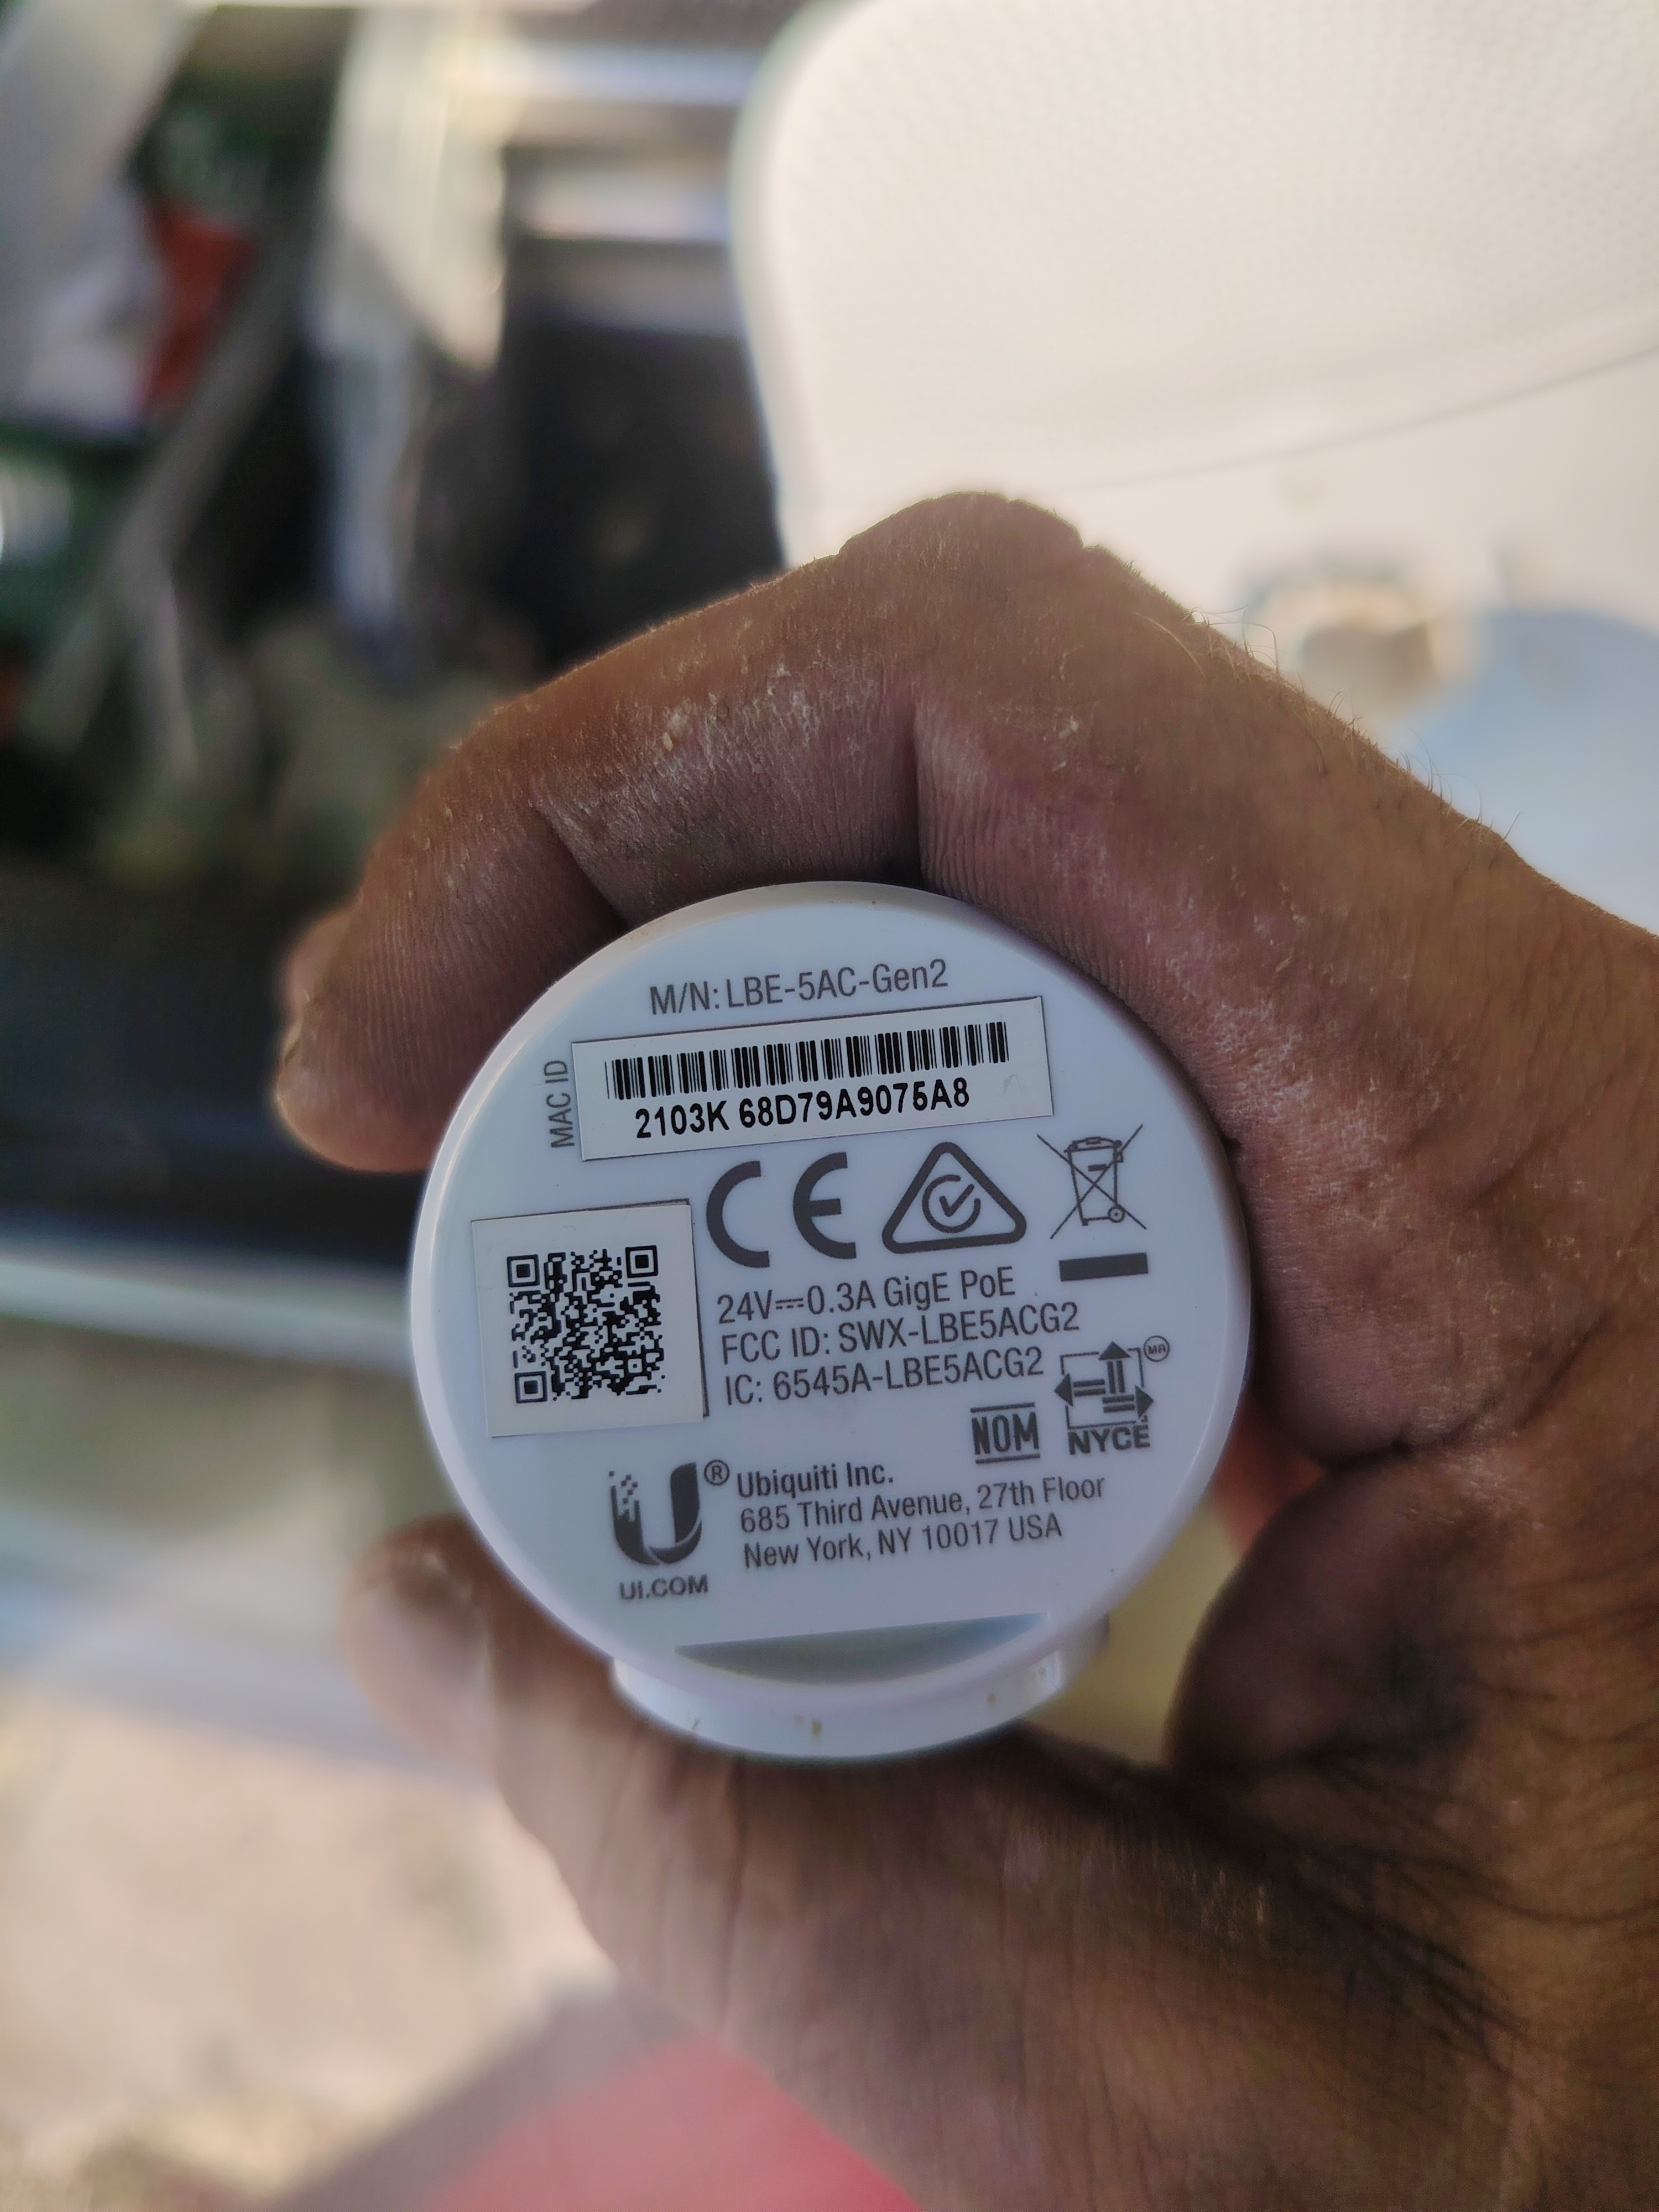 M/N: LBE-5AC-Gen2
MAC ID
2103K 68D79A9075A8
CE
24V⎓0.3A GigE PoE
FCC ID: SWX-LBE5ACG2
IC: 6545A-LBE5ACG2
MR
NOM
NYCE
U®
Ubiquiti Inc.
685 Third Avenue, 27th Floor
New York, NY 10017 USA
UI.COM